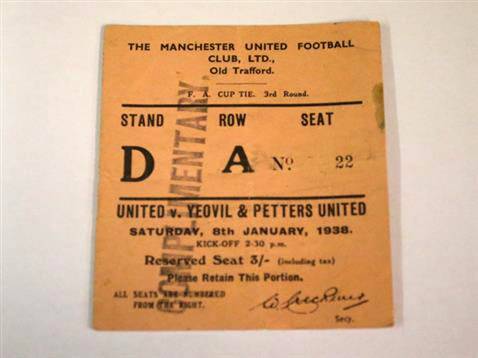 THE MANCHESTER UNITED FOOTBALL
CLUB, LTD.,
Old Trafford.
F. A. CUP TIE. 3rd Round.
STAND ROW SEAT
D A No. 22
COMPLIMENTARY.
UNITED v. YEOVIL & PETTERS UNITED
SATURDAY, 8th JANUARY, 1938.
KICK-OFF 2-30 p.m.
Reserved Seat 3/- (including tax)
Please Retain This Portion.
ALL SEATS ARE NUMBERED
FROM THE RIGHT.
Secy.